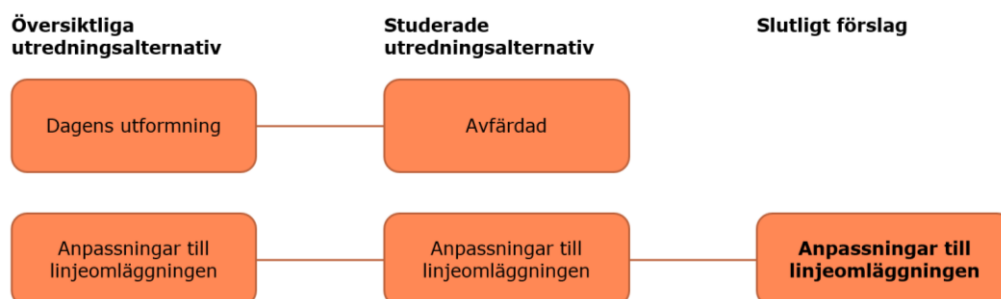 Översiktliga
utredningsalternativ
Studerade
utredningsalternativ
Slutligt förslag
Dagens utformning
Avfärdad
Anpassningar till
linjeomläggningen
Anpassningar till
linjeomläggningen
Anpassningar till
linjeomläggningen